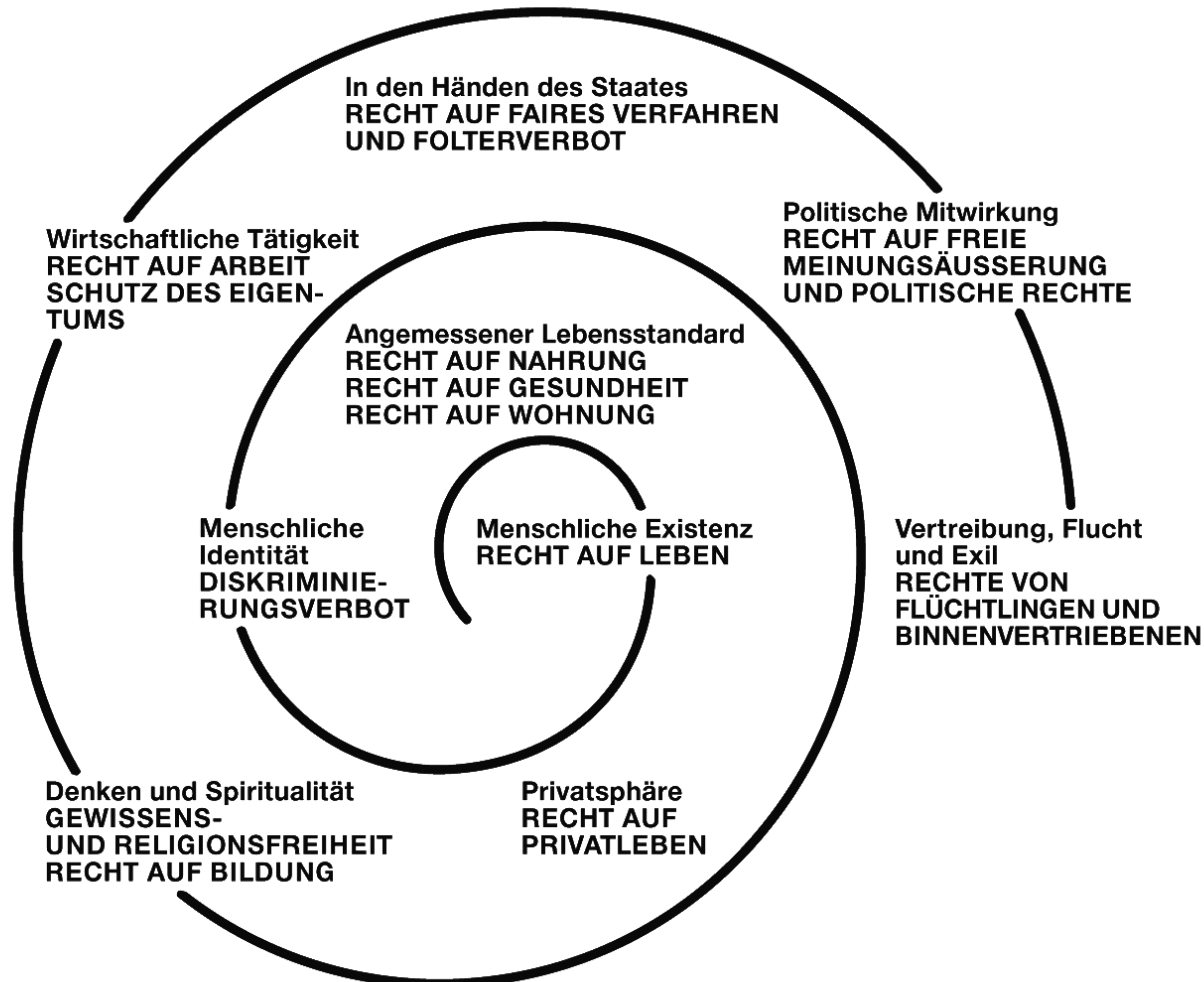 In den Händen des Staates
RECHT AUF FAIRES VERFAHREN
UND FOLTERVERBOT
Politische Mitwirkung
RECHT AUF FREIE
MEINUNGSÄUSSERUNG
UND POLITISCHE RECHTE
Wirtschaftliche Tätigkeit
RECHT AUF ARBEIT
SCHUTZ DES EIGEN-
TUMS
Angemessener Lebensstandard
RECHT AUF NAHRUNG
RECHT AUF GESUNDHEIT
RECHT AUF WOHNUNG
Menschliche
Identität
DISKRIMINIE-
RUNGSVERBOT
Menschliche Existenz
RECHT AUF LEBEN
Vertreibung, Flucht
und Exil
RECHTE VON
FLÜCHTLINGEN UND
BINNENVERTRIEBENEN
Denken und Spiritualität
GEWISSENS-
UND RELIGIONSFREIHEIT
RECHT AUF BILDUNG
Privatsphäre
RECHT AUF
PRIVATLEBEN